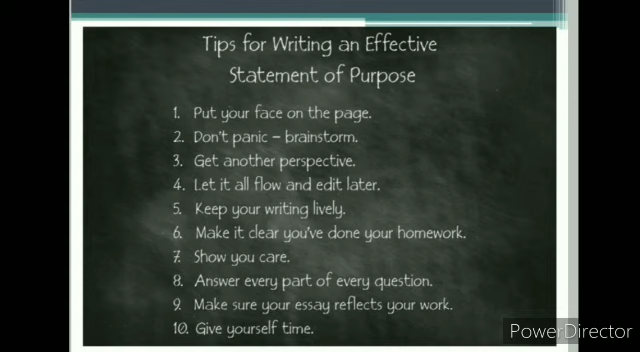 Tips for Writing an Effective
Statement of Purpose
1. Put your face on the page.
2. Don't panic – brainstorm.
3. Get another perspective.
4. Let it all flow and edit later.
5. Keep your writing lively.
6. Make it clear you've done your homework.
7. Show you care.
8. Answer every part of every question.
9. Make sure your essay reflects your work.
10. Give yourself time.
PowerDirector